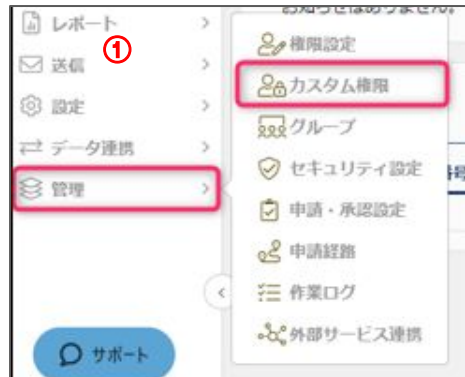 お知らせはありません。
レポート
①
送信
設定
データ連携
管理
権限設定
カスタム権限
グループ
セキュリティ設定
申請・承認設定
申請経路
作業ログ
外部サービス連携
号
サポート